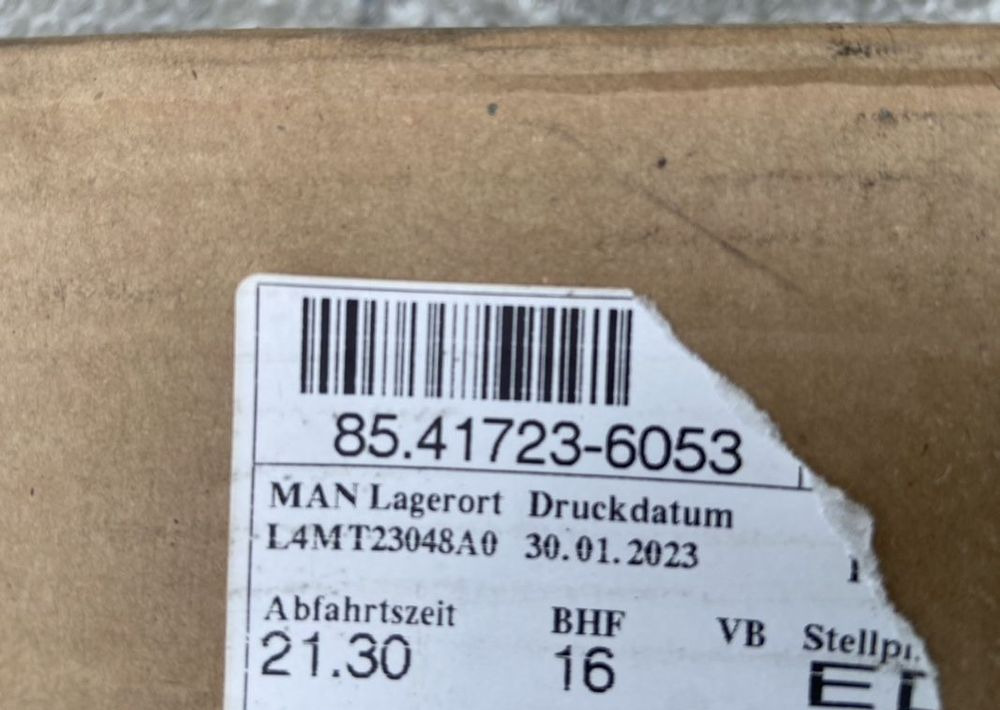 85.41723-6053
MAN Lagerort Druckdatum
L4MT23048A0 30.01.2023
Abfahrtszeit BHF VB
21.30 16